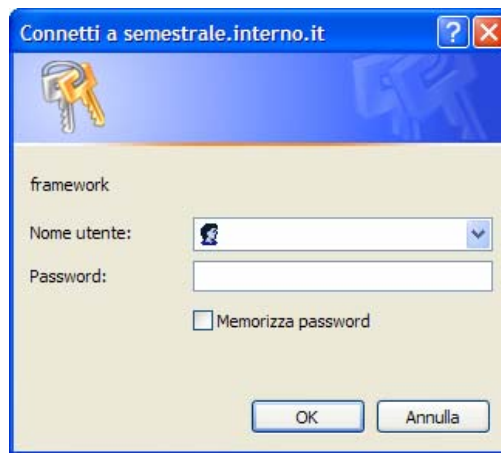 Connetti a semestrale.interno.it
framework
Nome utente:
Password:
Memorizza password
OK Annulla